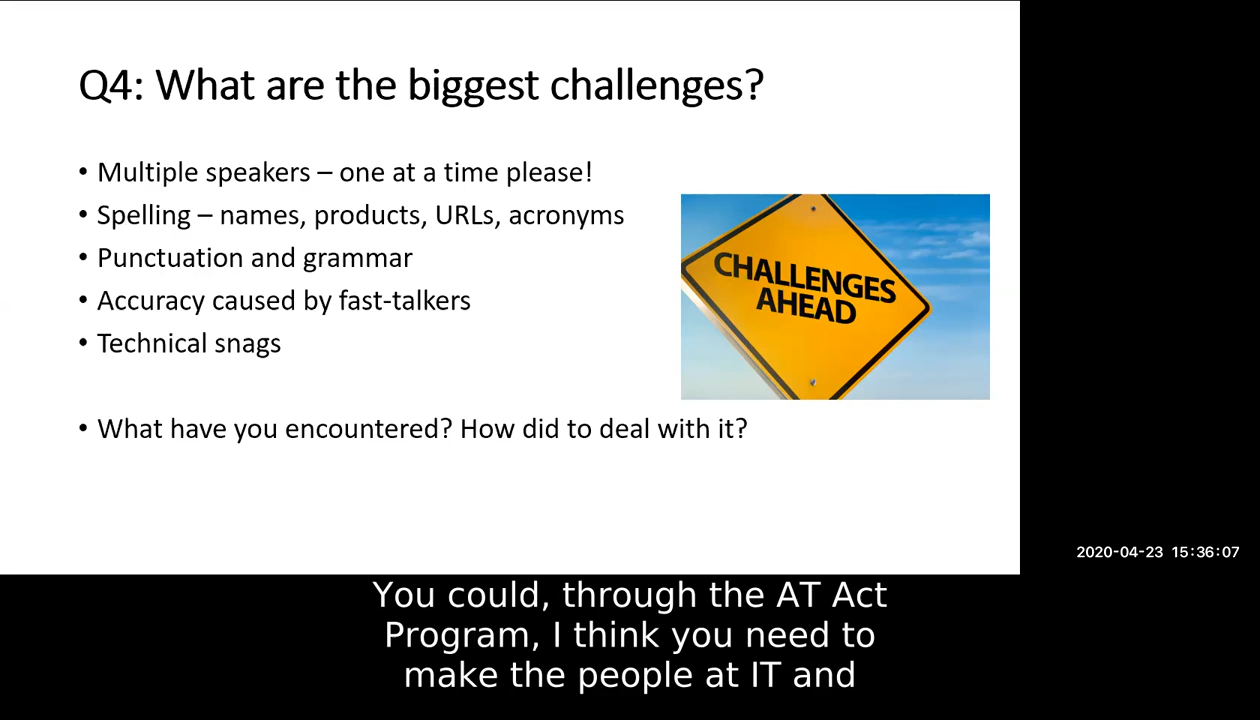 Q4: What are the biggest challenges?
• Multiple speakers – one at a time please!
• Spelling – names, products, URLs, acronyms
• Punctuation and grammar
• Accuracy caused by fast-talkers
• Technical snags
• What have you encountered? How did to deal with it?
CHALLENGES
AHEAD
2020-04-23 15:36:07
You could, through the AT Act
Program, I think you need to
make the people at IT and